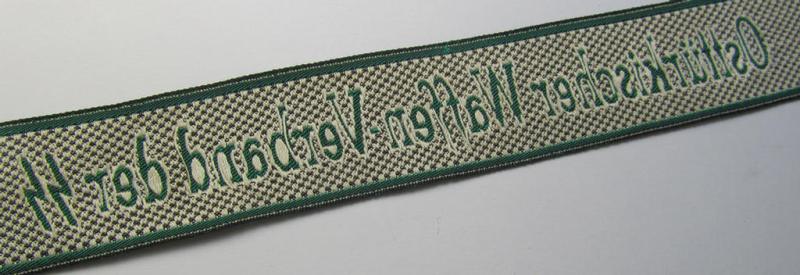 Osttürkischer Waffen-Verband der ᛋᛋ